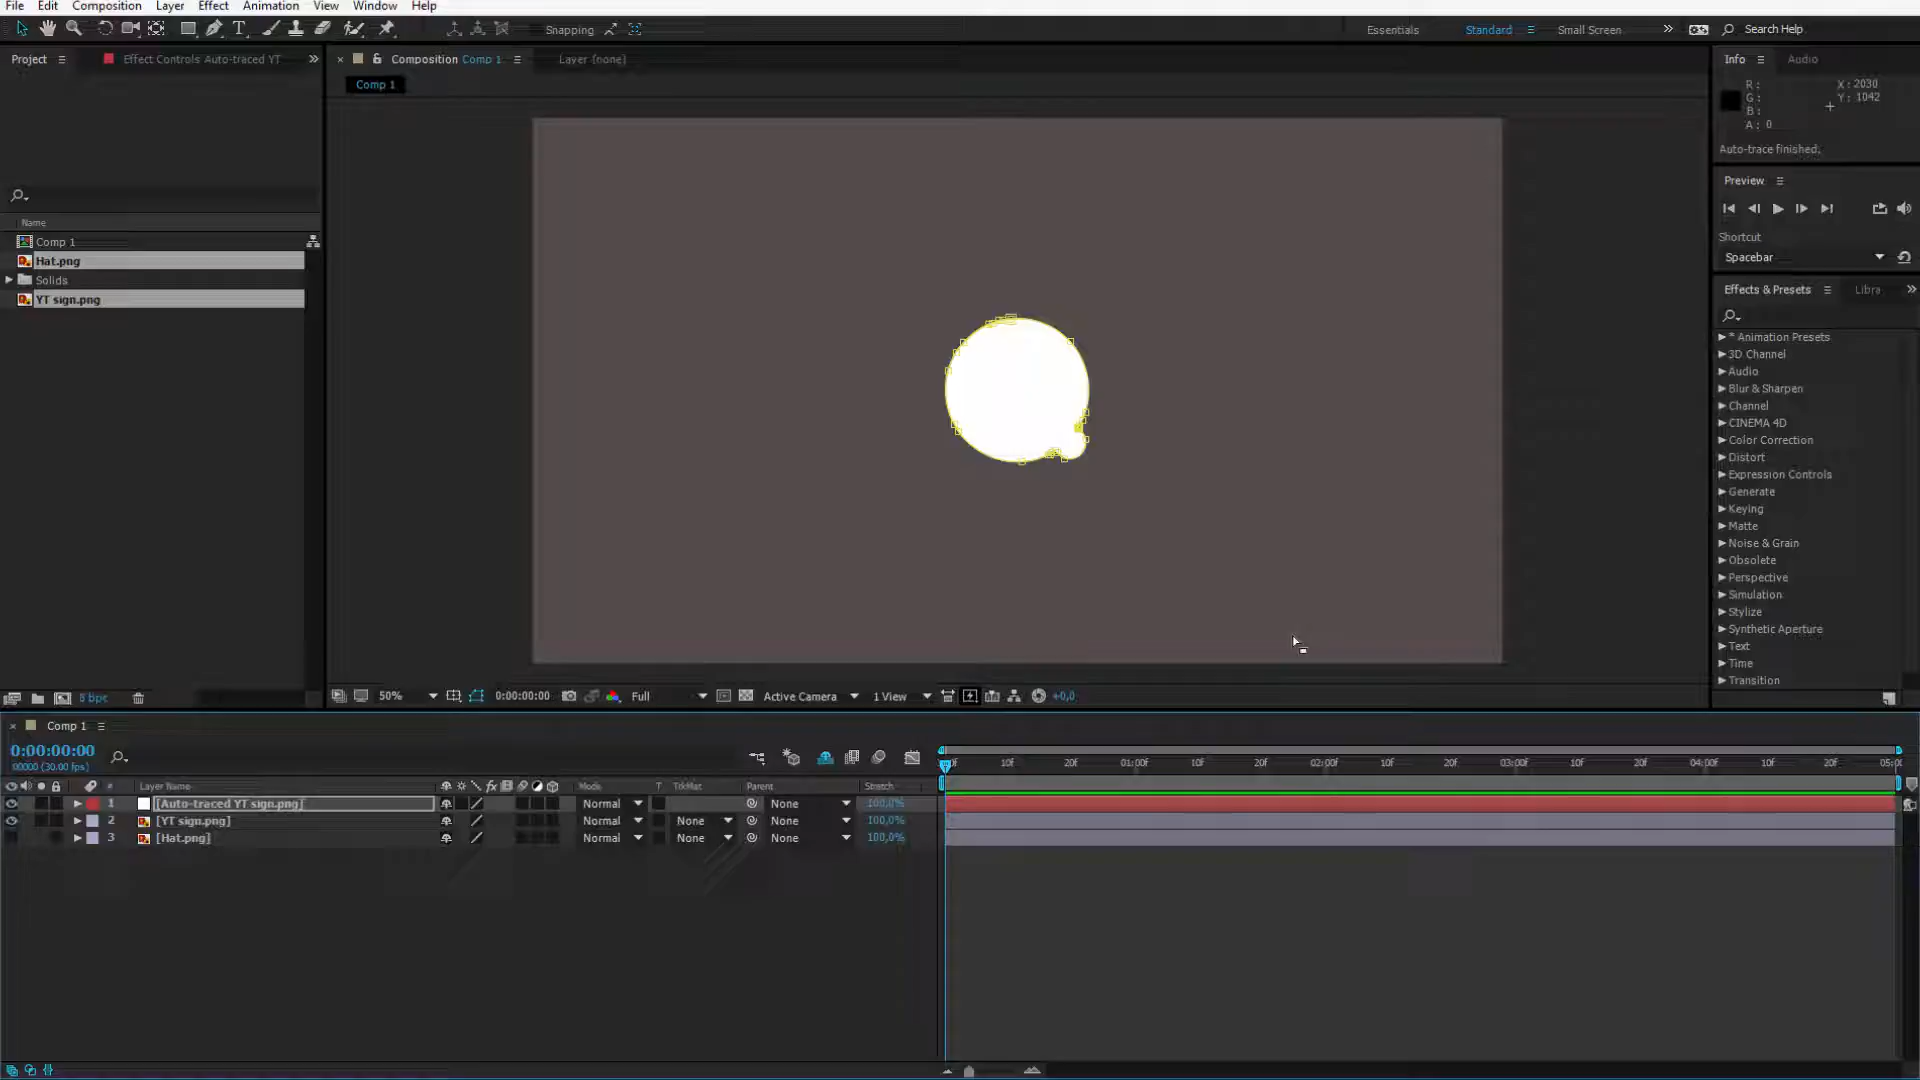 File Edit Composition Layer Effect Animation View Window Help
Snapping Essentials Standard Small Screen » Search Help
Project Effect Controls Auto-traced YT » × Composition Comp 1 Layer (none) Info Audio
Comp 1
R: X: 2030
G: Y: 1042
B:
A: 0
Auto-trace finished.
Preview
Shortcut
Spacebar
Name
Comp 1
Hat.png
Solids
YT sign.png
Effects & Presets Libra »
* Animation Presets
3D Channel
Audio
Blur & Sharpen
Channel
CINEMA 4D
Color Correction
Distort
Expression Controls
Generate
Keying
Matte
Noise & Grain
Obsolete
Perspective
Simulation
Stylize
Synthetic Aperture
Text
Time
Transition
8 bpc 50% 0:00:00:00 Full Active Camera 1 View +0,0
× Comp 1
0:00:00:00
00000 (30.00 fps)
10f 20f 01:00f 10f 20f 02:00f 10f 20f 03:00f 10f 20f 04:00f 10f 20f 05:0
# Layer Name Mode T TrkMat Parent Stretch
1 [Auto-traced YT sign.png] Normal None 100,0%
2 [YT sign.png] Normal None None 100,0%
3 [Hat.png] Normal None None 100,0%